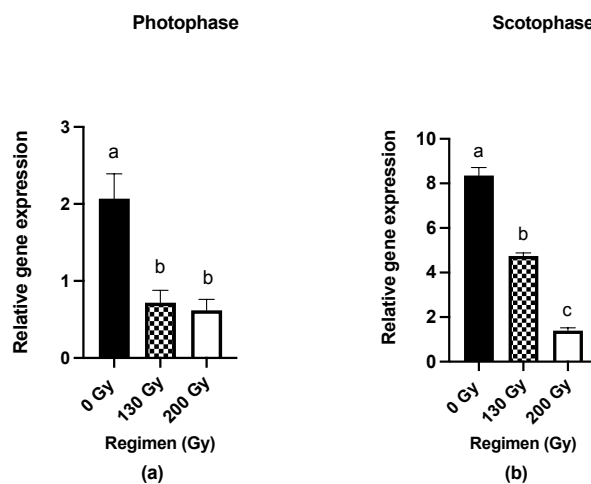 Photophase
Scotophase
Relative gene expression
3
2
1
0
a
b
b
0 Gy
130 Gy
200 Gy
Regimen (Gy)
(a)
Relative gene expression
10
8
6
4
2
0
a
b
c
0 Gy
130 Gy
200 Gy
Regimen (Gy)
(b)